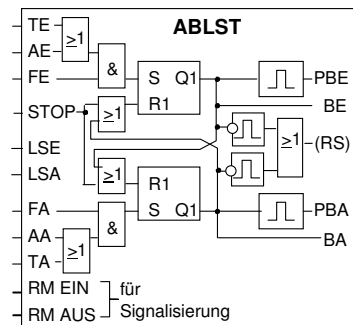 ABLST
TE
≥1
AE
&
FE
S Q1
PBE
R1
STOP
≥1
BE
LSE
≥1
(RS)
LSA
≥1
R1
FA
S Q1
PBA
&
AA
BA
TA
≥1
RM EIN
für
RM AUS
Signalisierung